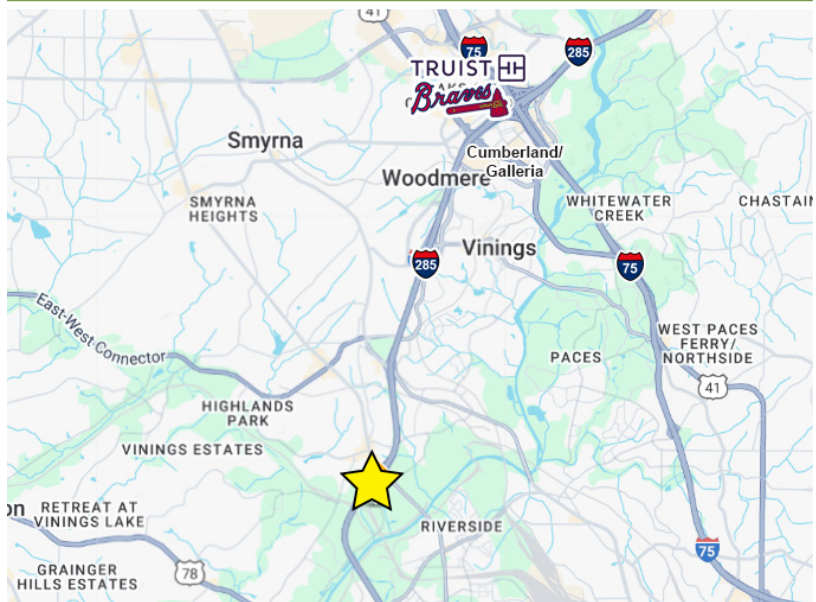 41
75
285
TRUIST
Braves
Smyrna
Cumberland/
Galleria
Woodmere
SMYRNA
HEIGHTS
WHITEWATER
CREEK
CHASTAIN
Vinings
285
75
East-West Connector
WEST PACES
FERRY/
NORTHSIDE
PACES
41
HIGHLANDS
PARK
VININGS ESTATES
on
RETREAT AT
VININGS LAKE
RIVERSIDE
75
GRAINGER
HILLS ESTATES
78